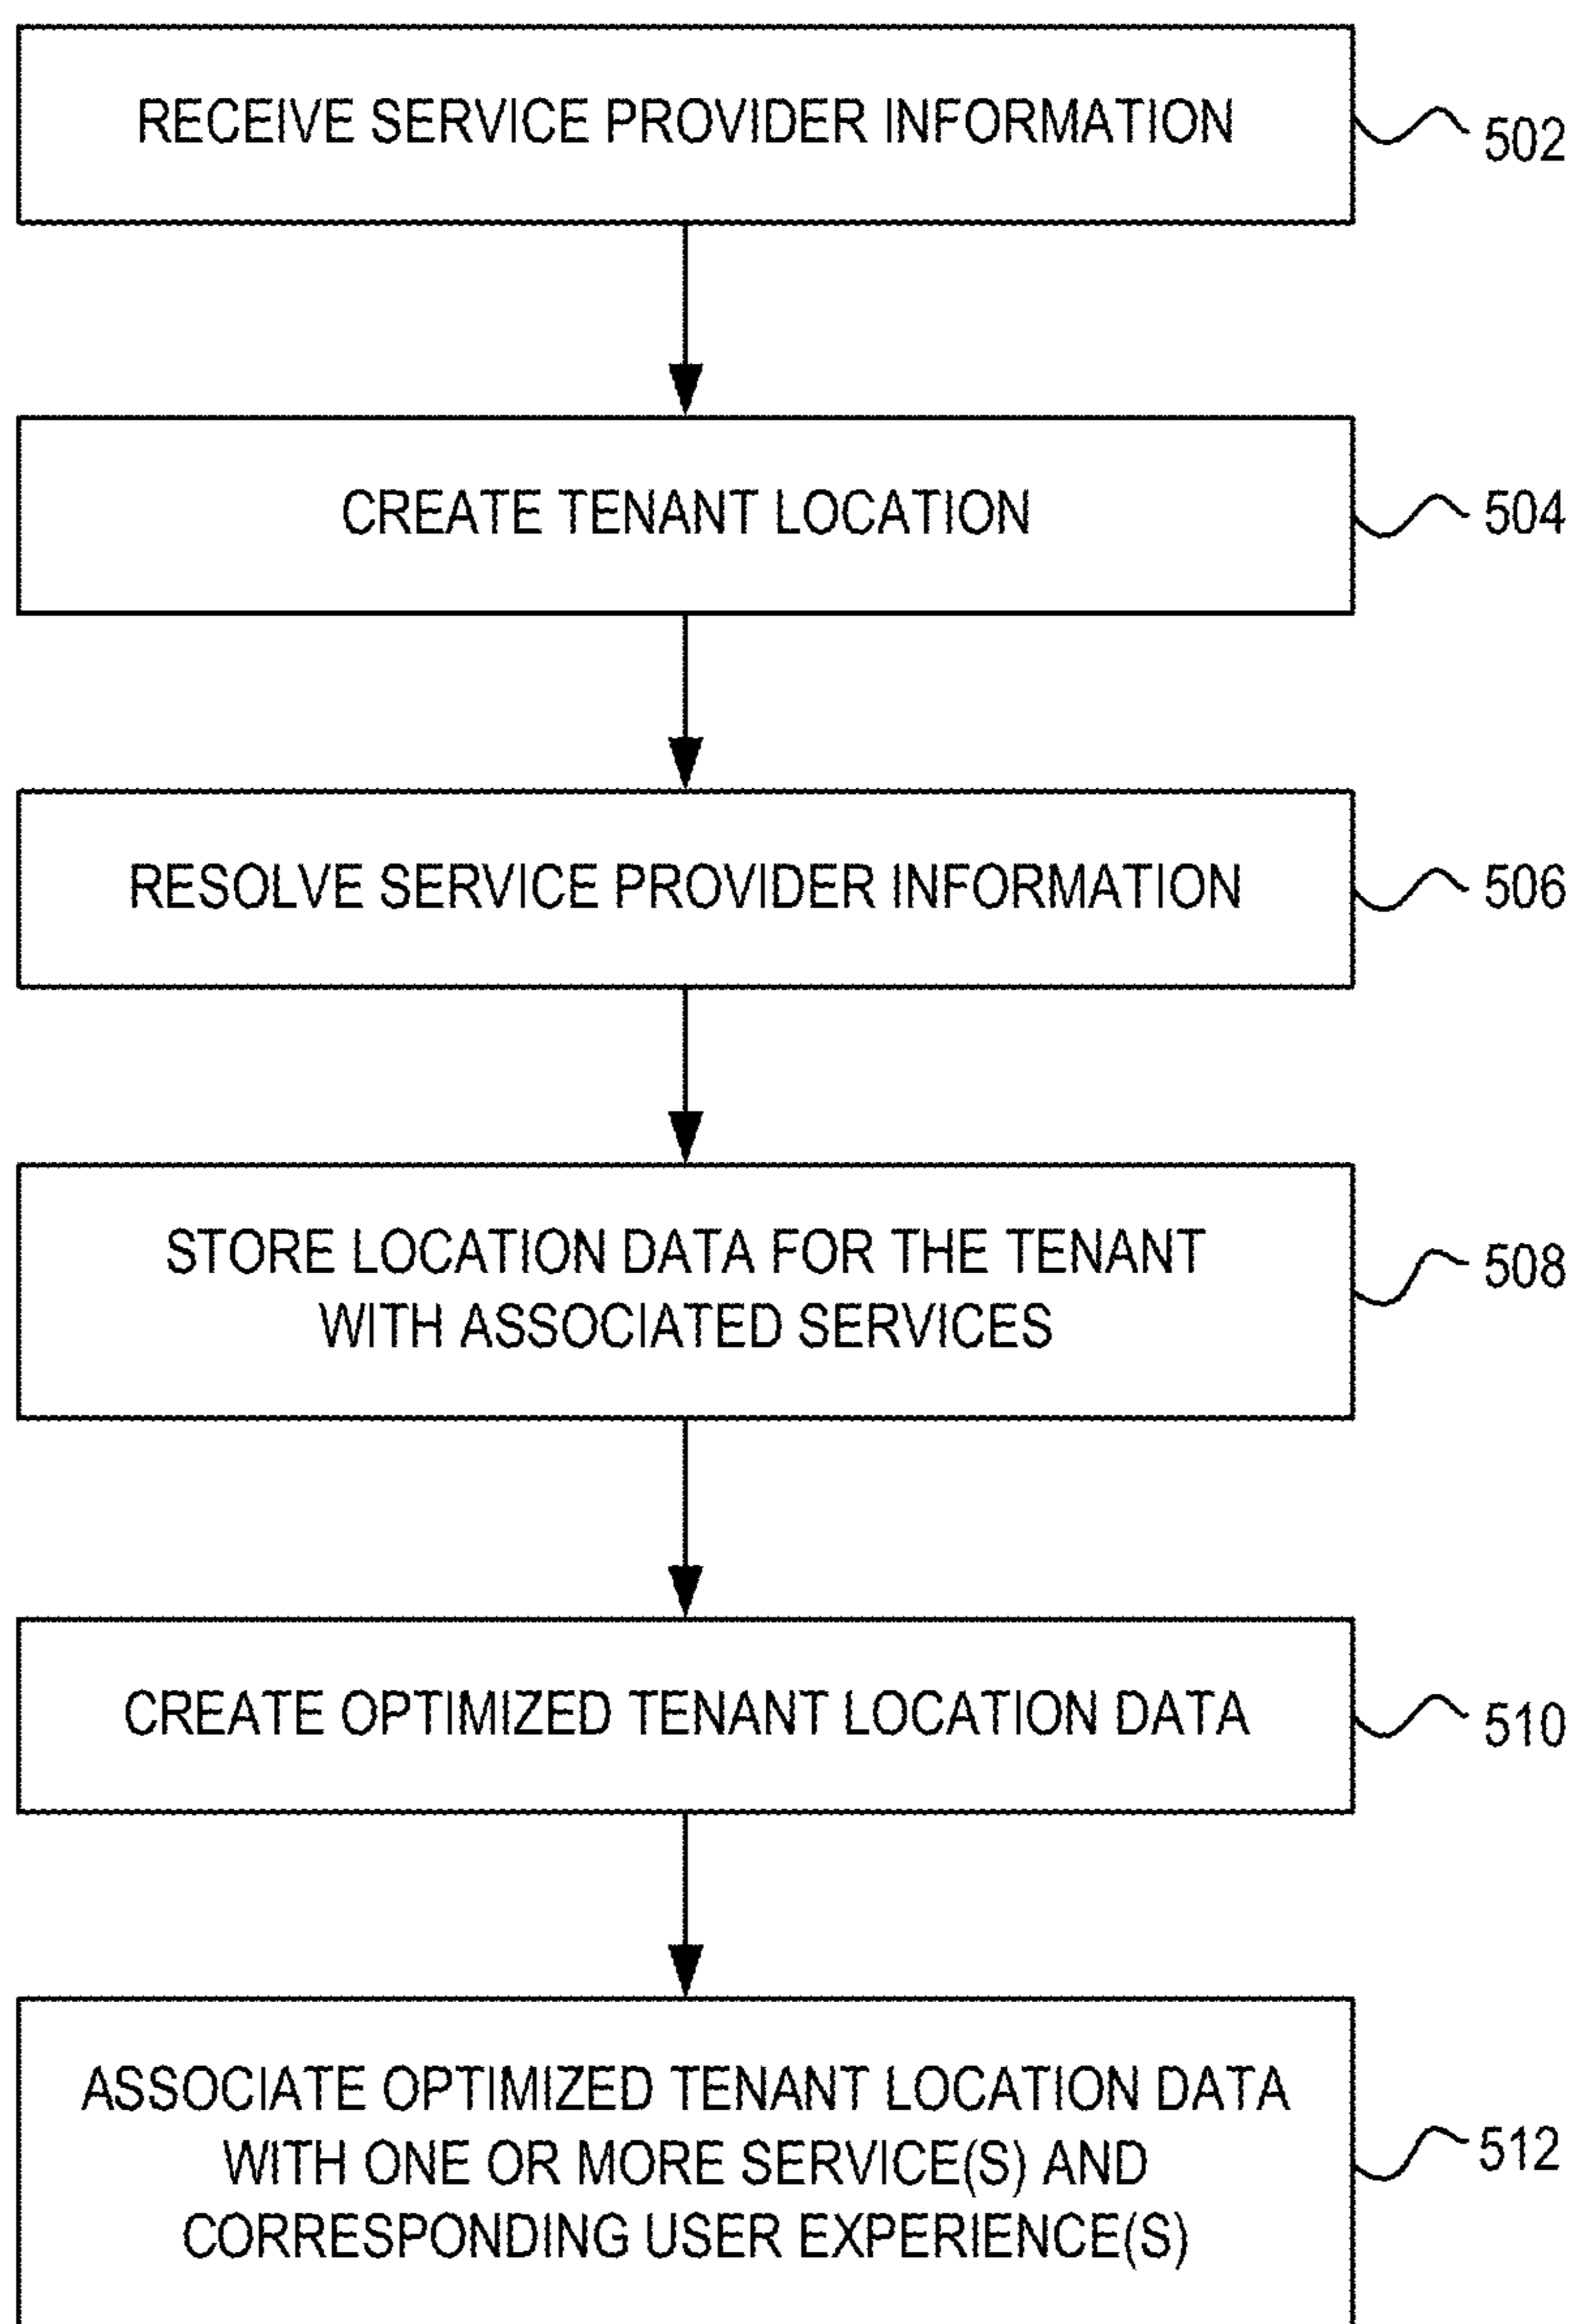 RECEIVE SERVICE PROVIDER INFORMATION
502
CREATE TENANT LOCATION
504
RESOLVE SERVICE PROVIDER INFORMATION
506
STORE LOCATION DATA FOR THE TENANT
WITH ASSOCIATED SERVICES
508
CREATE OPTIMIZED TENANT LOCATION DATA
510
ASSOCIATE OPTIMIZED TENANT LOCATION DATA
WITH ONE OR MORE SERVICE(S) AND
CORRESPONDING USER EXPERIENCE(S)
512